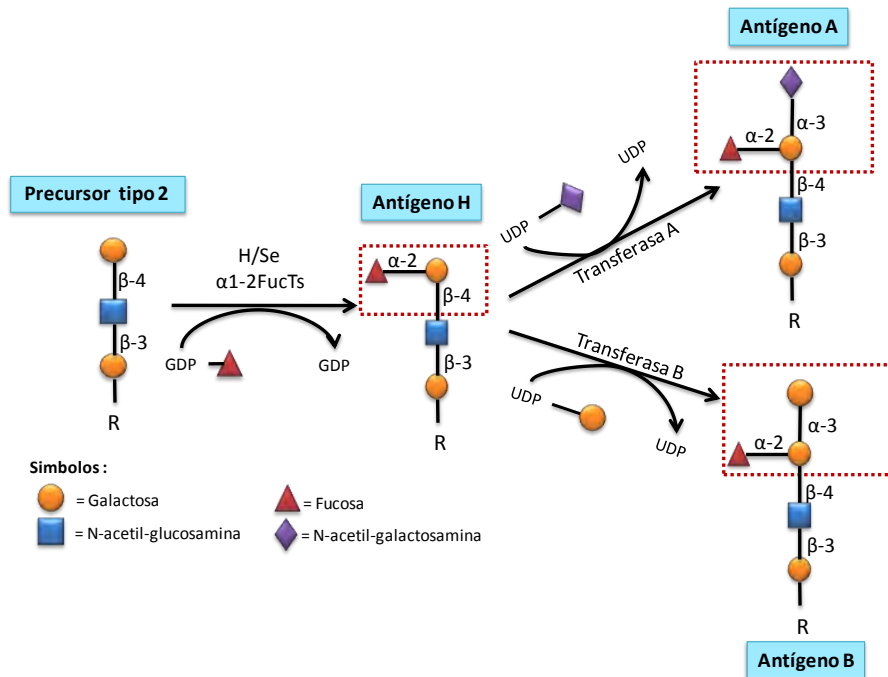 Antígeno A
α-3
α-2
β-4
β-3
R
Precursor tipo 2
β-4
β-3
R
H/Se
α1-2FucTs
GDP
GDP
Antígeno H
α-2
β-4
β-3
R
UDP
UDP
Transferasa A
Transferasa B
UDP
UDP
α-3
α-2
β-4
β-3
R
Antígeno B
Simbolos :
= Galactosa
= Fucosa
= N-acetil-glucosamina
= N-acetil-galactosamina